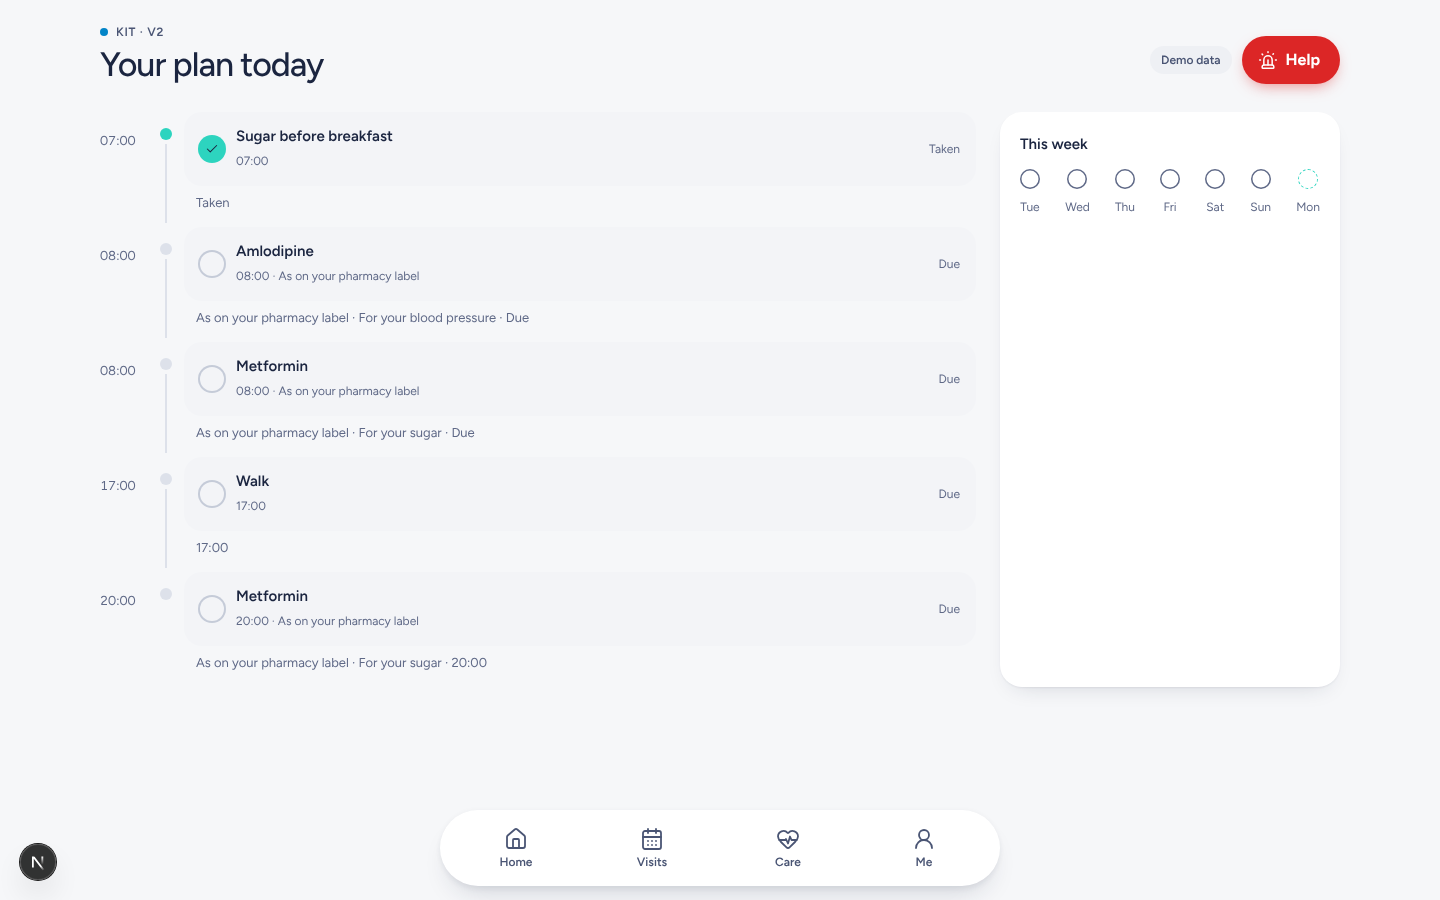 KIT · V2
Your plan today
Demo data
Help
07:00
Sugar before breakfast
07:00
Taken
Taken
08:00
Amlodipine
08:00 · As on your pharmacy label
Due
As on your pharmacy label · For your blood pressure · Due
08:00
Metformin
08:00 · As on your pharmacy label
Due
As on your pharmacy label · For your sugar · Due
17:00
Walk
17:00
Due
17:00
20:00
Metformin
20:00 · As on your pharmacy label
Due
As on your pharmacy label · For your sugar · 20:00
This week
Tue Wed Thu Fri Sat Sun Mon
N
Home Visits Care Me